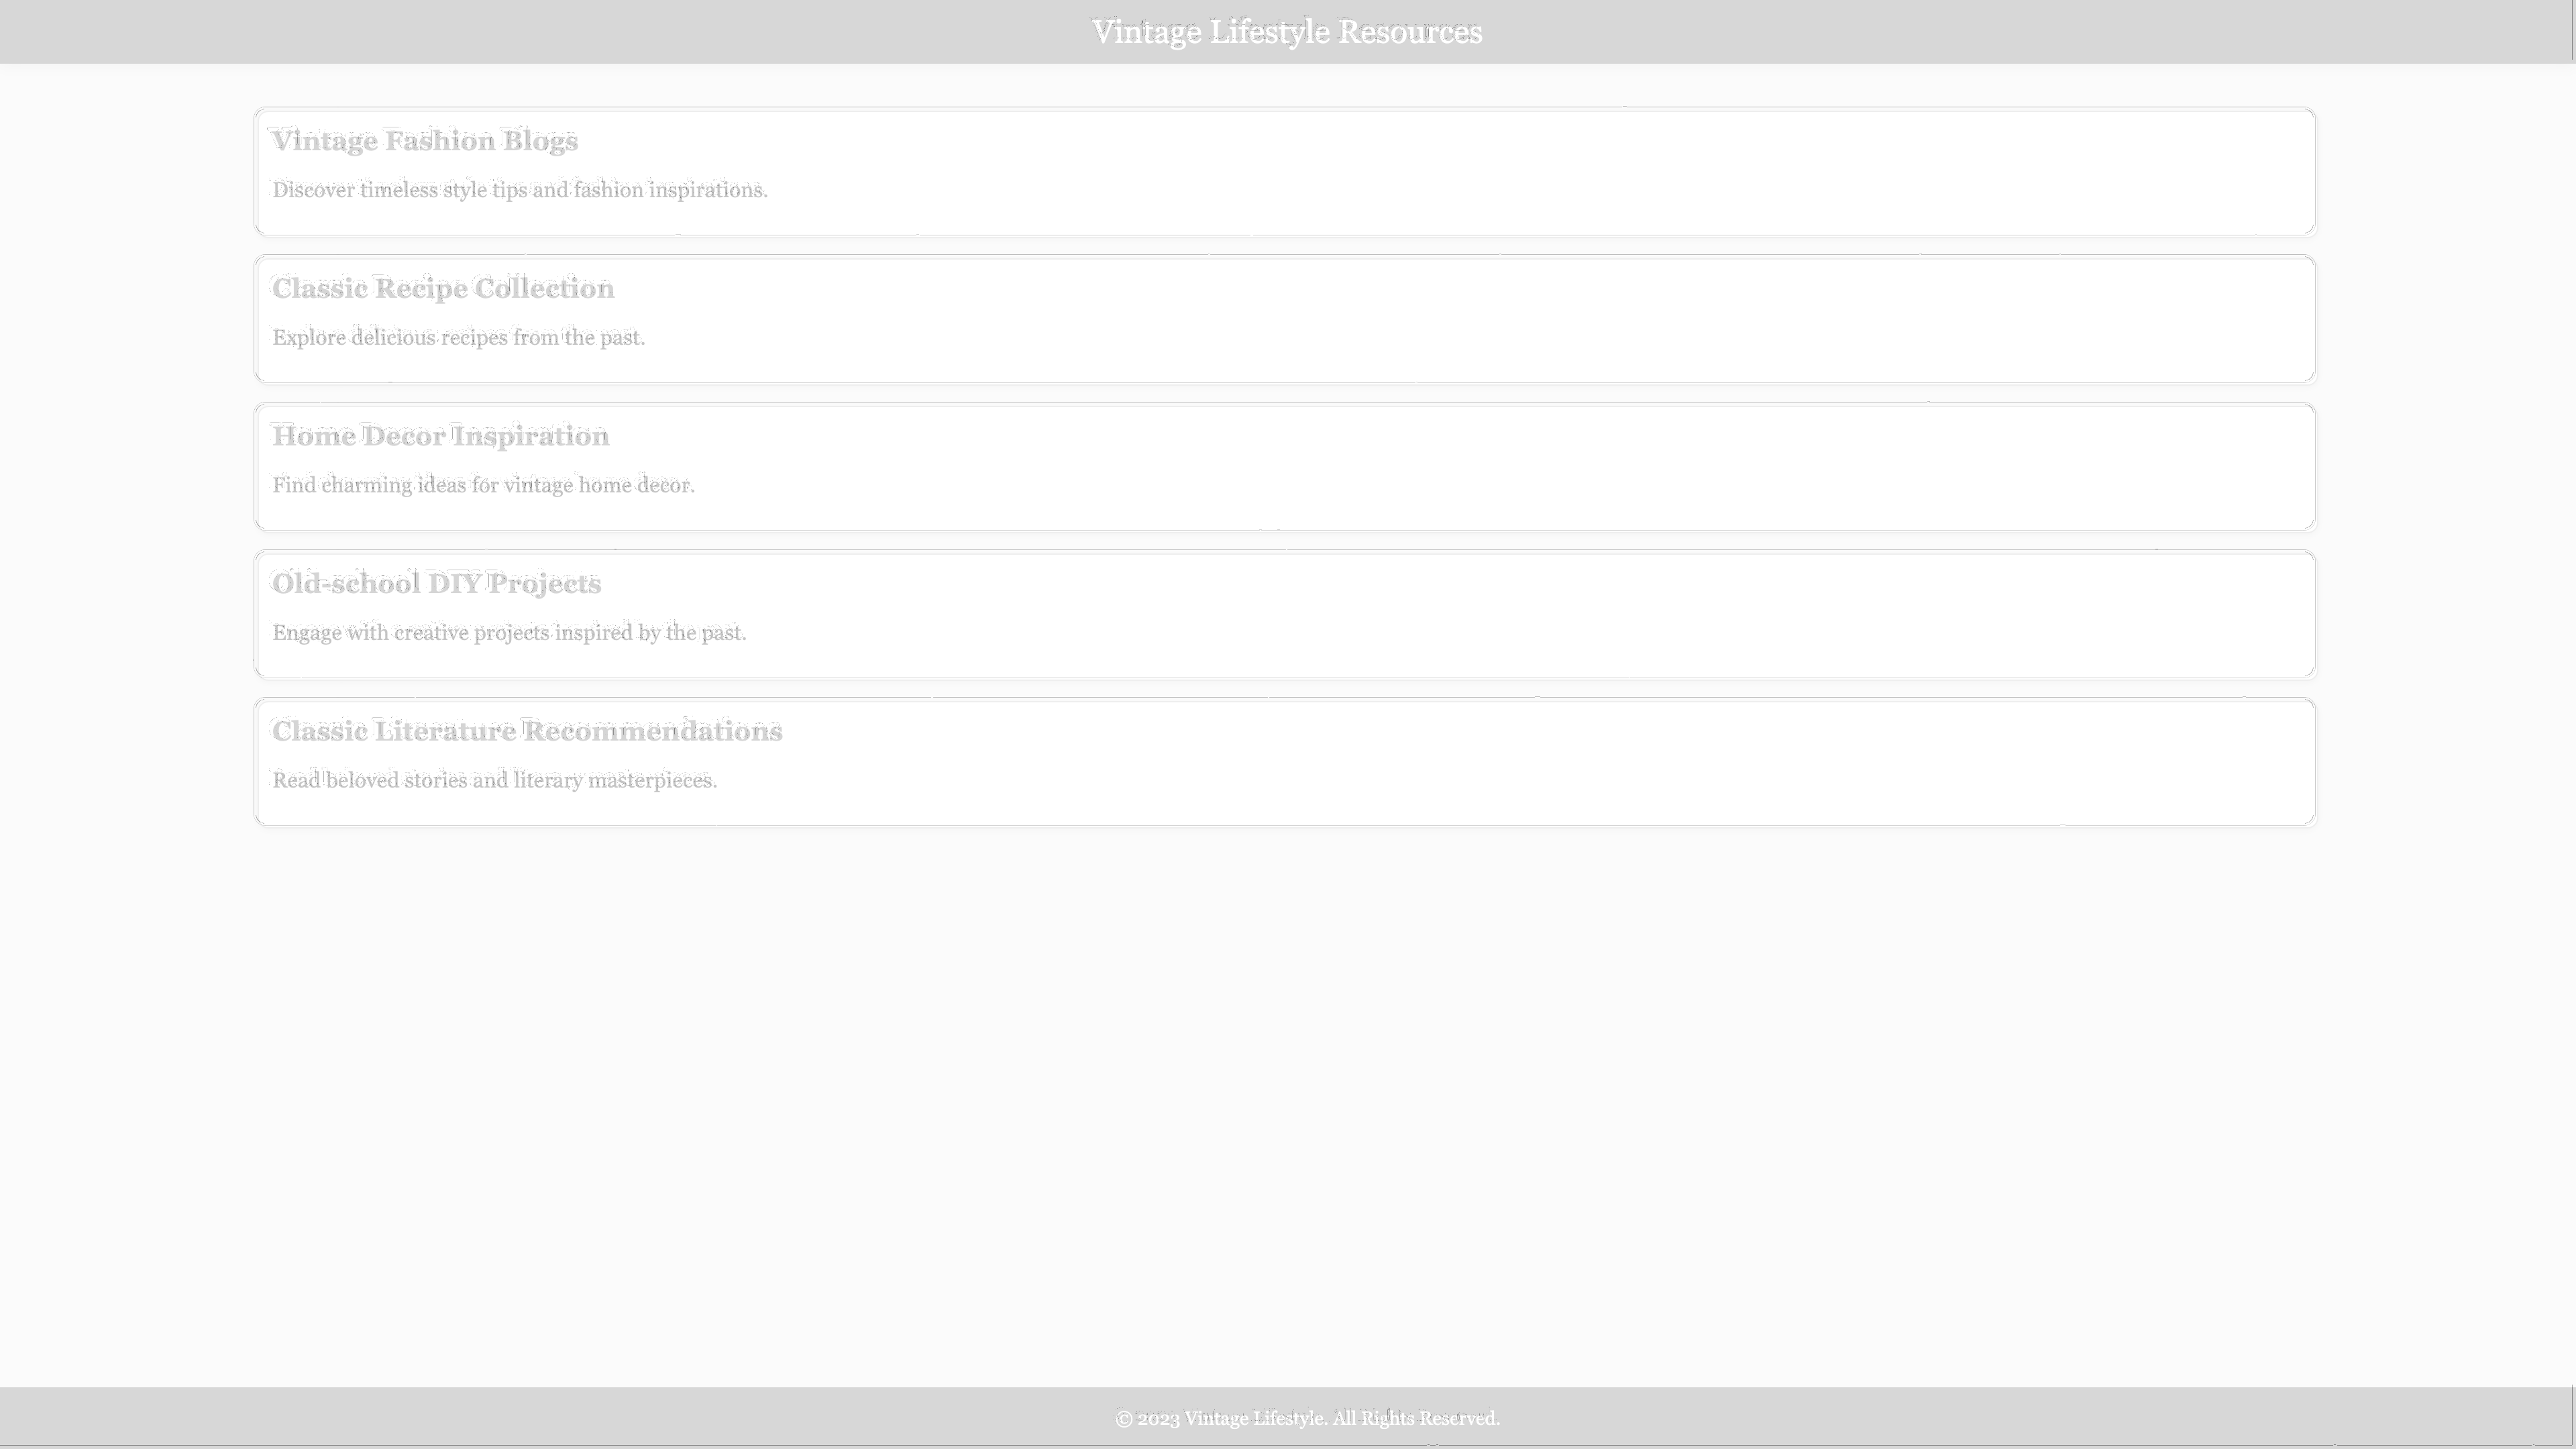 Vintage Lifestyle Resources
Vintage Fashion Blogs
Discover timeless style tips and fashion inspirations.
Classic Recipe Collection
Explore delicious recipes from the past.
Home Decor Inspiration
Find charming ideas for vintage home decor.
Old-school DIY Projects
Engage with creative projects inspired by the past.
Classic Literature Recommendations
Read beloved stories and literary masterpieces.
© 2023 Vintage Lifestyle. All Rights Reserved.